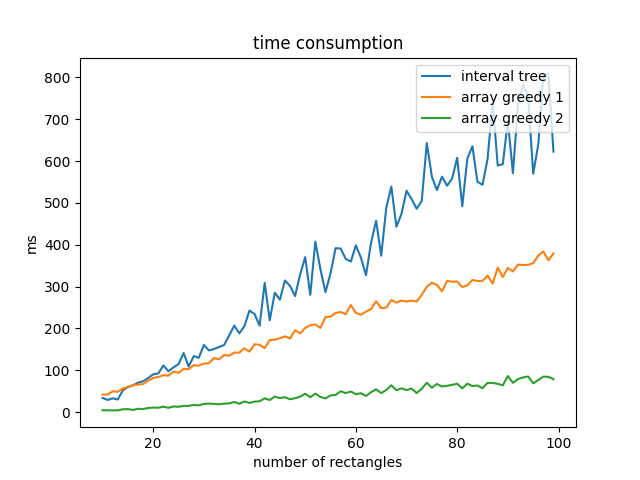 time consumption
interval tree
array greedy 1
array greedy 2
800
700
600
500
400
300
200
100
0
ms
20 40 60 80 100
number of rectangles